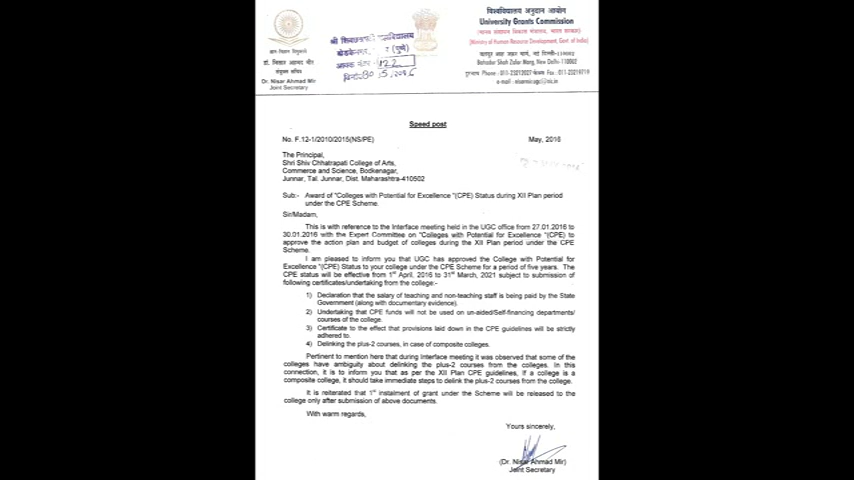 विश्वविद्यालय अनुदान आयोग
University Grants Commission
(मानव संसाधन विकास मंत्रालय, भारत सरकार)
(Ministry of Human Resource Development, Govt. of India)
बहादुर शाह ज़फ़र मार्ग, नई दिल्ली-110002
Bahadur Shah Zafar Marg, New Delhi-110002
Phone : 011-23213027 Fax : 011-23219719
e-mail :
ज्ञान-विज्ञान विमुक्तये
डॉ. निसार अहमद मीर
संयुक्त सचिव
Dr. Nisar Ahmad Mir
Joint Secretary
श्री शिवछत्रपती महाविद्यालय
आवक नंबर 122
Speed post
No. F.12-1/2010/2015(NS/PE)
May, 2016
The Principal,
Shri Shiv Chhatrapati College of Arts,
Commerce and Science, Bodkenagar,
Junnar, Tal. Junnar, Dist. Maharashtra-410502
Sub:- Award of "Colleges with Potential for Excellence "(CPE) Status during XII Plan period
under the CPE Scheme.
Sir/Madam,
This is with reference to the Interface meeting held in the UGC office from 27.01.2016 to
30.01.2016 with the Expert Committee on "Colleges with Potential for Excellence "(CPE) to
approve the action plan and budget of colleges during the XII Plan period under the CPE
Scheme.
I am pleased to inform you that UGC has approved the College with Potential for
Excellence "(CPE) Status to your college under the CPE Scheme for a period of five years. The
CPE status will be effective from 1st April, 2016 to 31st March, 2021 subject to submission of
following certificates/undertaking from the college:-
1) Declaration that the salary of teaching and non-teaching staff is being paid by the State
Government (along with documentary evidence).
2) Undertaking that CPE funds will not be used on un-aided/Self-financing departments/
courses of the college.
3) Certificate to the effect that provisions laid down in the CPE guidelines will be strictly
adhered to.
4) Delinking the plus-2 courses, in case of composite colleges.
Pertinent to mention here that during Interface meeting it was observed that some of the
colleges have ambiguity about delinking the plus-2 courses from the colleges. In this
connection, it is to inform you that as per the XII Plan CPE guidelines, if a college is a
composite college, it should take immediate steps to delink the plus-2 courses from the college.
It is reiterated that 1st instalment of grant under the Scheme will be released to the
college only after submission of above documents.
With warm regards,
Yours sincerely,
(Dr. Nisar Ahmad Mir)
Joint Secretary